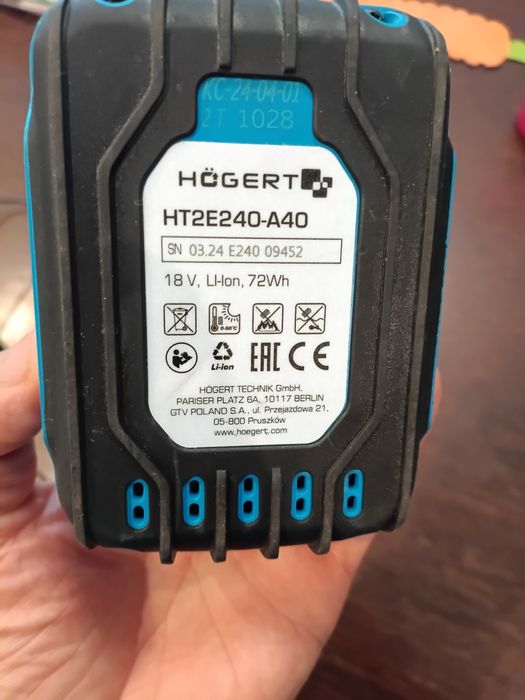 KC-24-04-01
2T 1028
HÖGERT
HT2E240-A40
SN 03.24 E240 09452
18 V, LI-Ion, 72Wh
0-50°C
Li-ion
EAC CE
HÖGERT TECHNIK GmbH,
PARISER PLATZ 6A, 10117 BERLIN
GTV POLAND S.A., ul. Przejazdowa 21,
05-800 Pruszków
www.hoegert.com